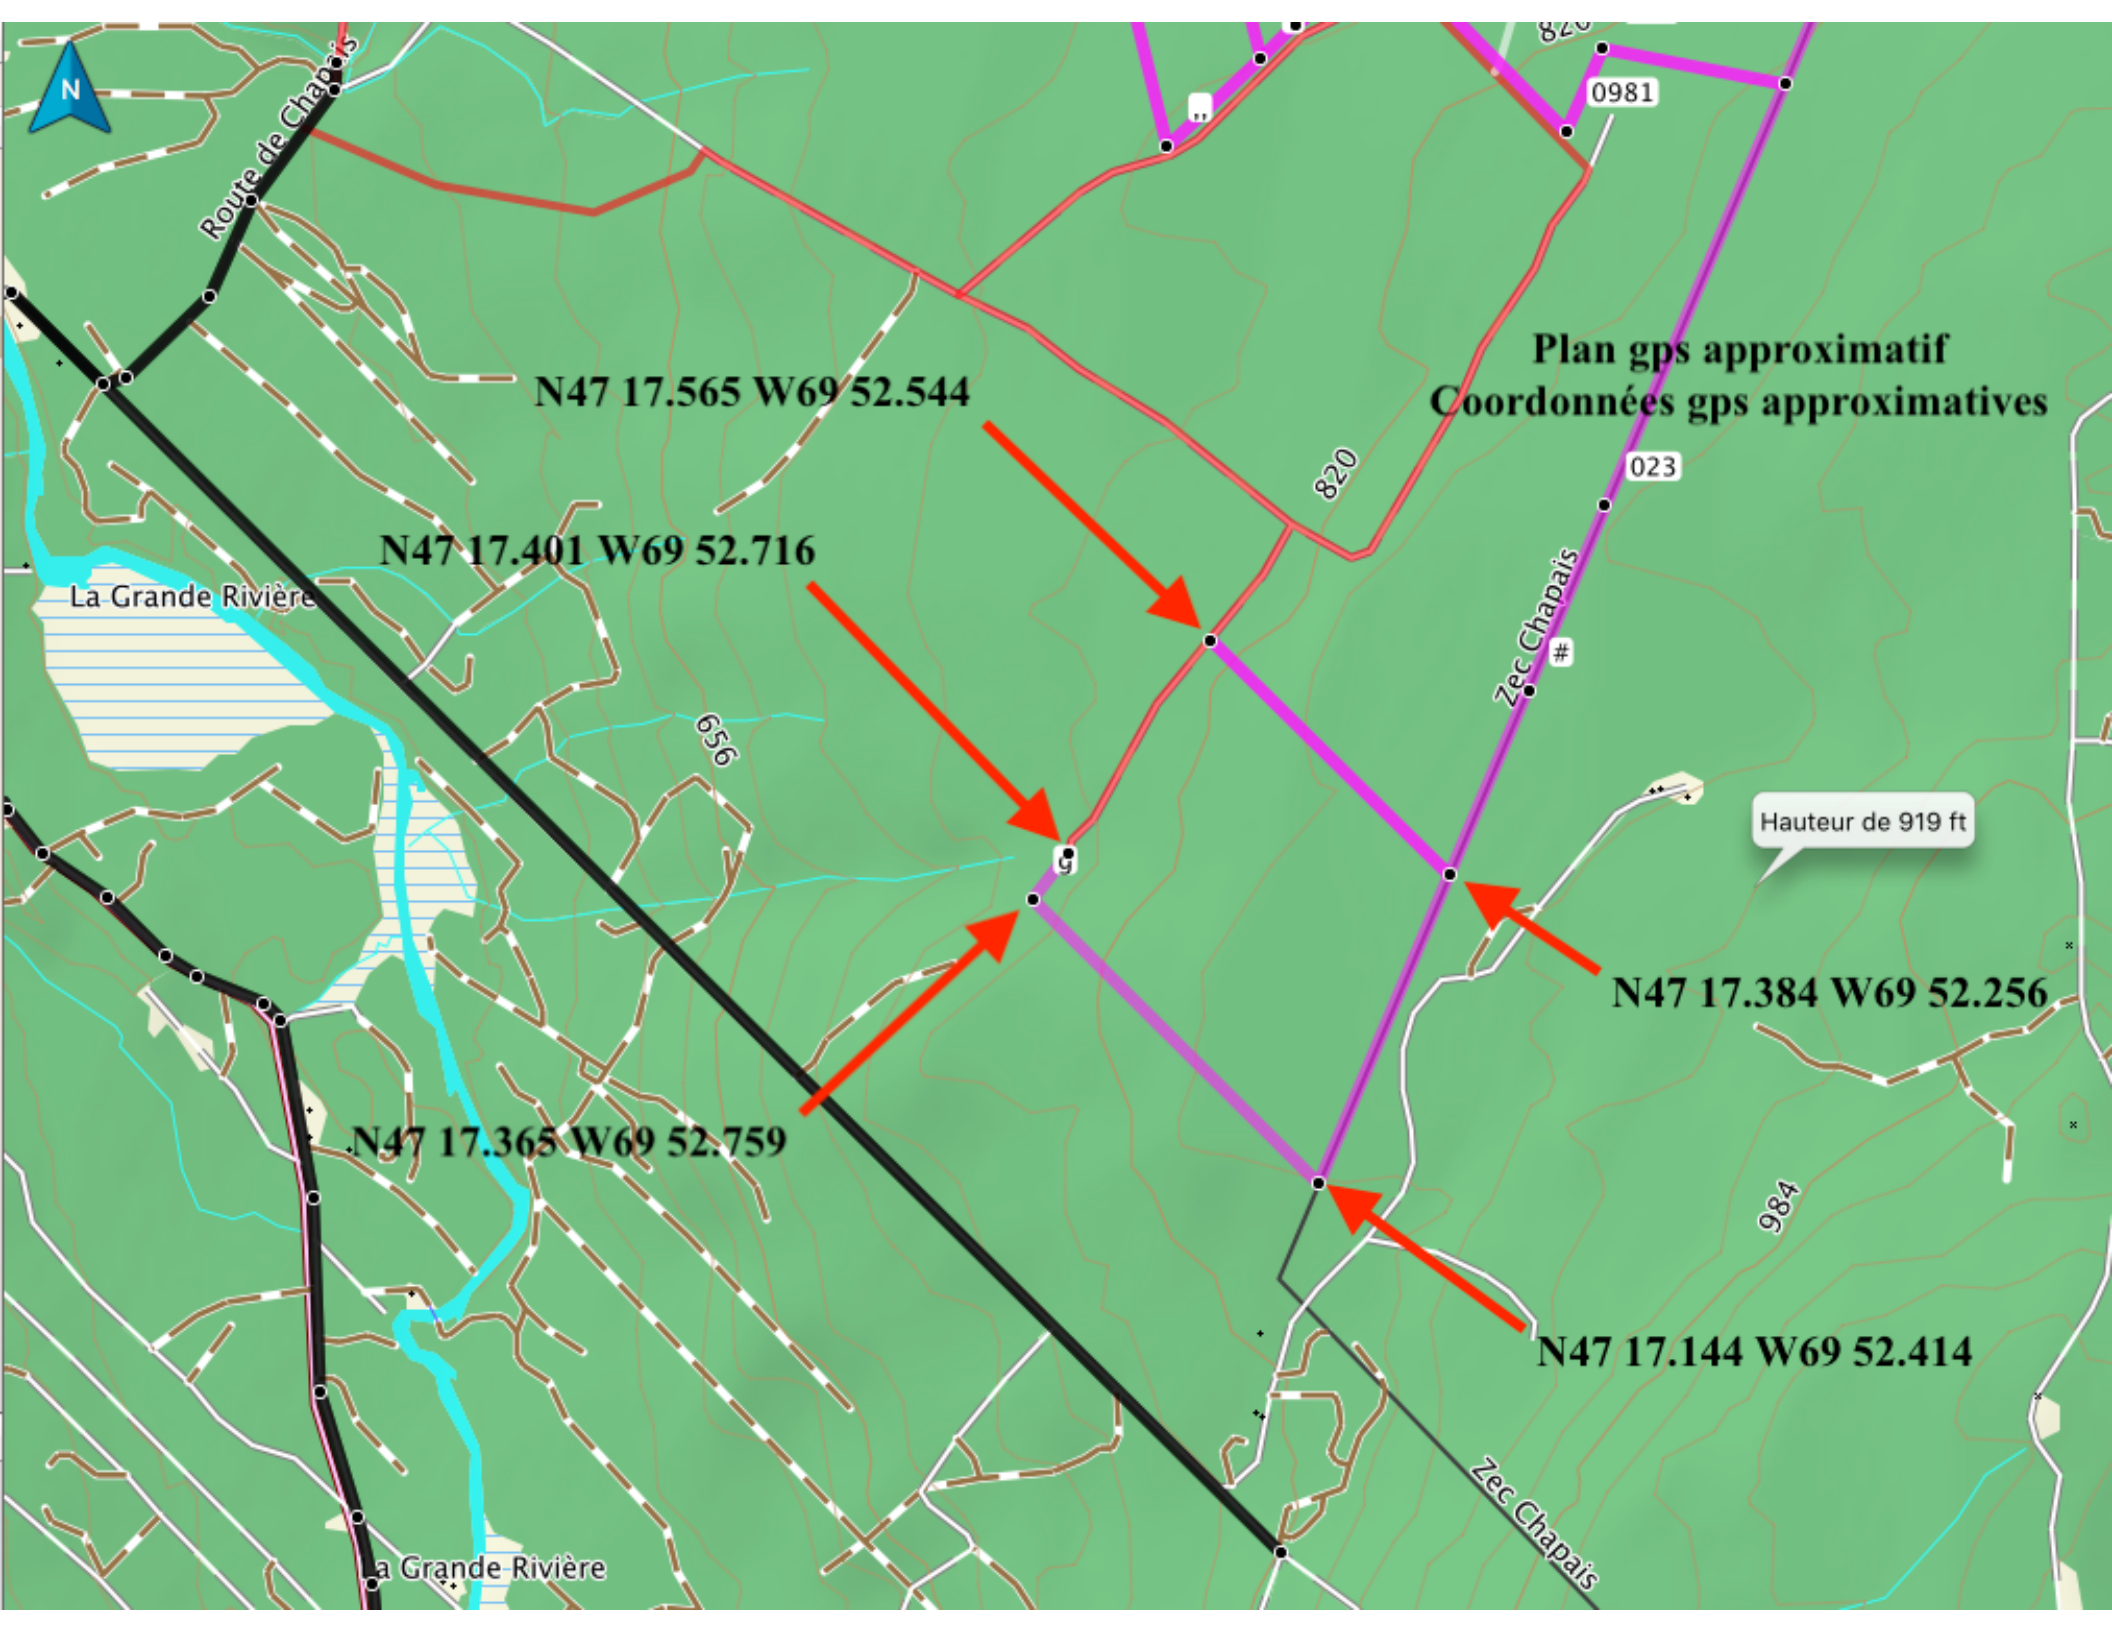 820
N
Route de Chapais
0981
,,
Plan gps approximatif
N47 17.565 W69 52.544
Coordonnées gps approximatives
023
820
N47 17.401 W69 52.716
La Grande Rivière
Zec Chapais
#
656
Hauteur de 919 ft
g
N47 17.384 W69 52.256
N47 17.365 W69 52.759
984
N47 17.144 W69 52.414
Zec Chapais
La Grande Rivière